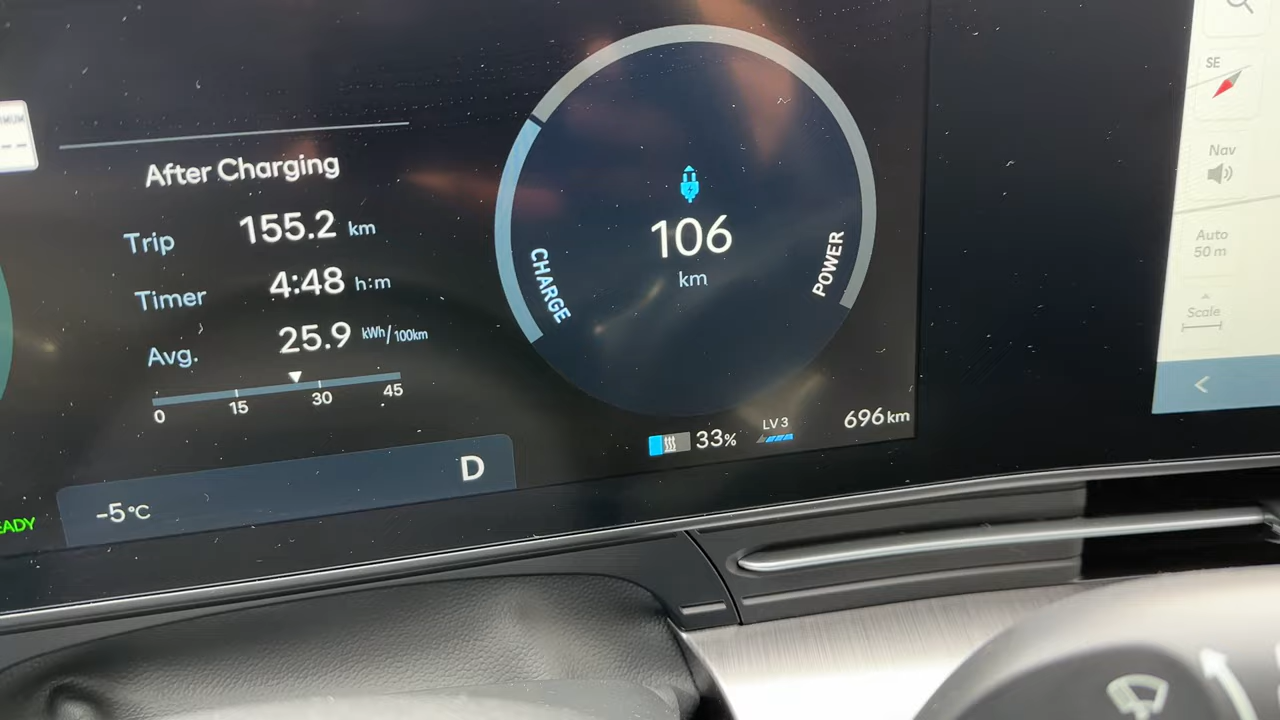 After Charging
Trip 155.2 km
Timer 4:48 h:m
Avg. 25.9 kWh/100km
0 15 30 45
D
-5°C
CHARGE
106
km
POWER
33%
LV 3
696 km
SE
Nav
Auto
50 m
Scale